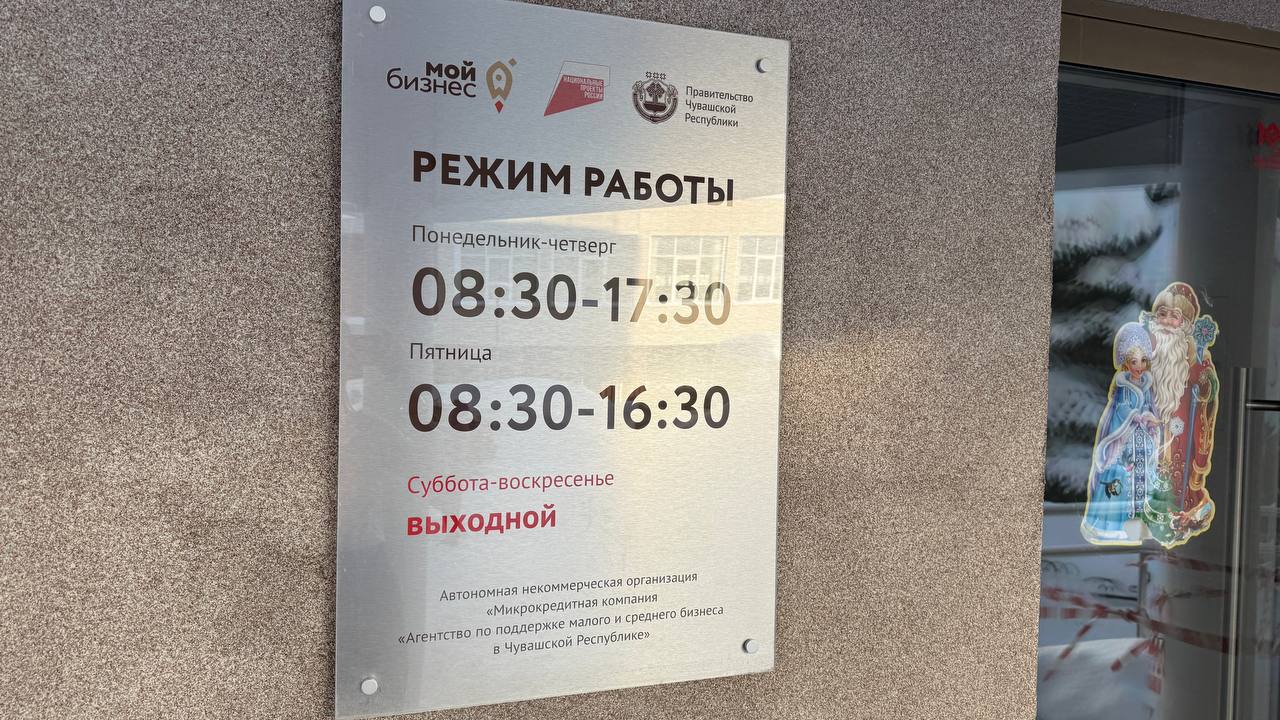 мой
бизнес
НАЦИОНАЛЬНЫЕ
ПРОЕКТЫ
РОССИИ
Правительство
Чувашской
Республики
РЕЖИМ РАБОТЫ
Понедельник-четверг
08:30-17:30
Пятница
08:30-16:30
Суббота-воскресенье
выходной
Автономная некоммерческая организация
«Микрокредитная компания
«Агентство по поддержке малого и среднего бизнеса
в Чувашской Республике»